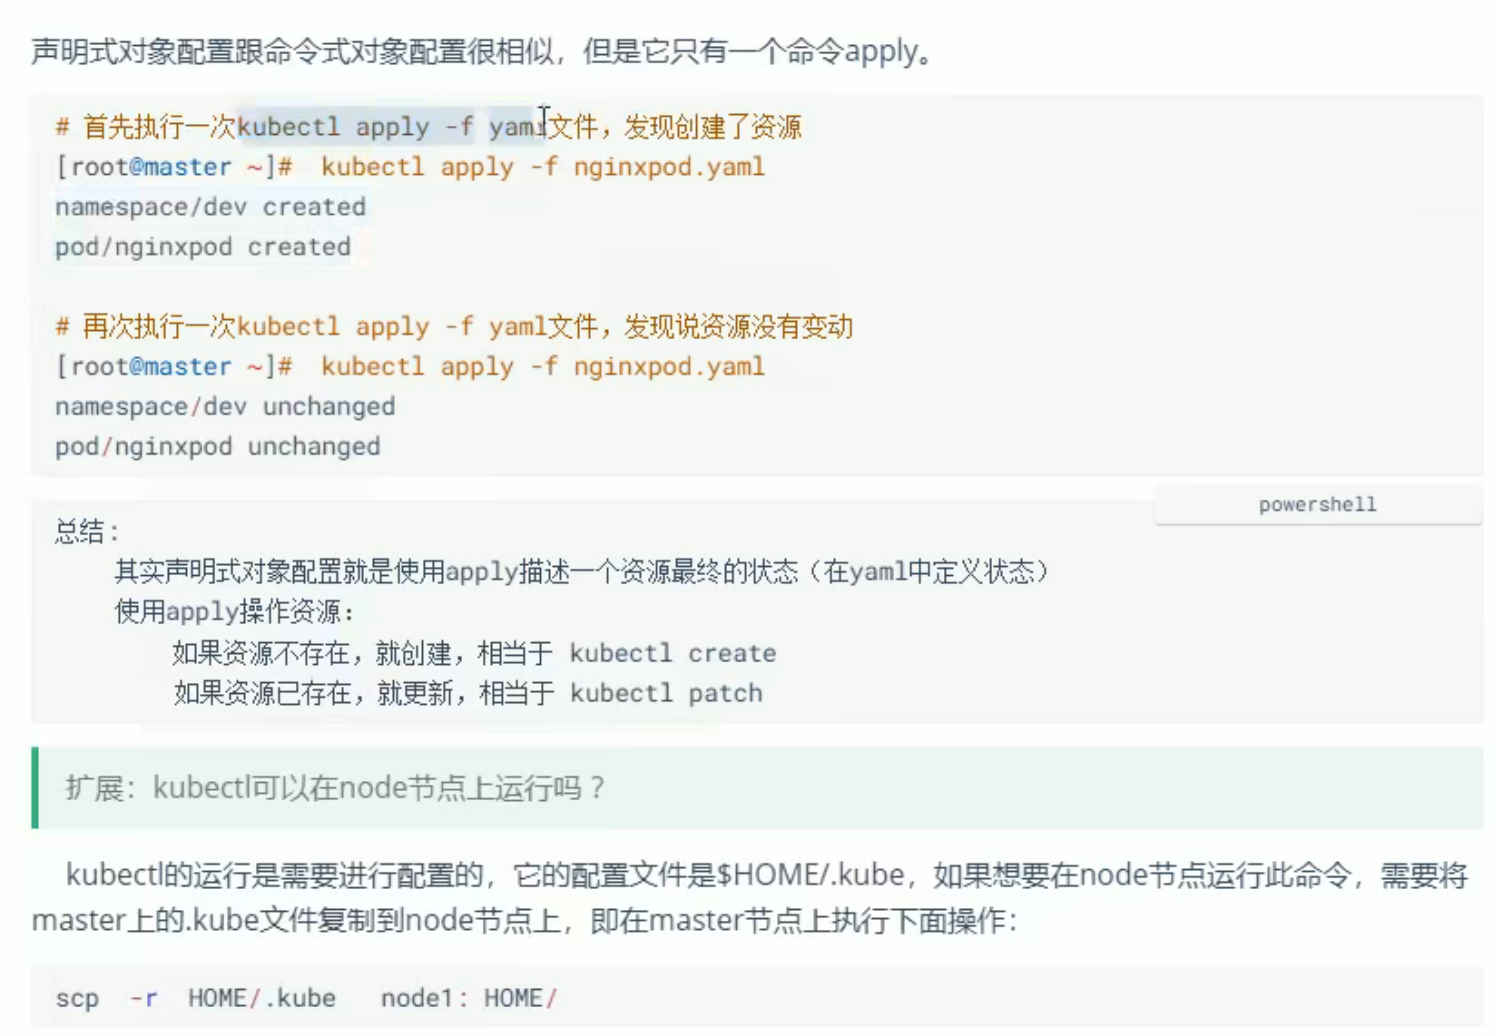 声明式对象配置跟命令式对象配置很相似，但是它只有一个命令apply。
# 首先执行一次kubectl apply -f yaml文件，发现创建了资源
[root@master ~]#  kubectl apply -f nginxpod.yaml
namespace/dev created
pod/nginxpod created
# 再次执行一次kubectl apply -f yaml文件，发现说资源没有变动
[root@master ~]#  kubectl apply -f nginxpod.yaml
namespace/dev unchanged
pod/nginxpod unchanged
powershell
总结：
其实声明式对象配置就是使用apply描述一个资源最终的状态（在yaml中定义状态）
使用apply操作资源：
如果资源不存在，就创建，相当于 kubectl create
如果资源已存在，就更新，相当于 kubectl patch
扩展：kubectl可以在node节点上运行吗？
kubectl的运行是需要进行配置的，它的配置文件是$HOME/.kube，如果想要在node节点运行此命令，需要将
master上的.kube文件复制到node节点上，即在master节点上执行下面操作：
scp  -r  HOME/.kube   node1: HOME/